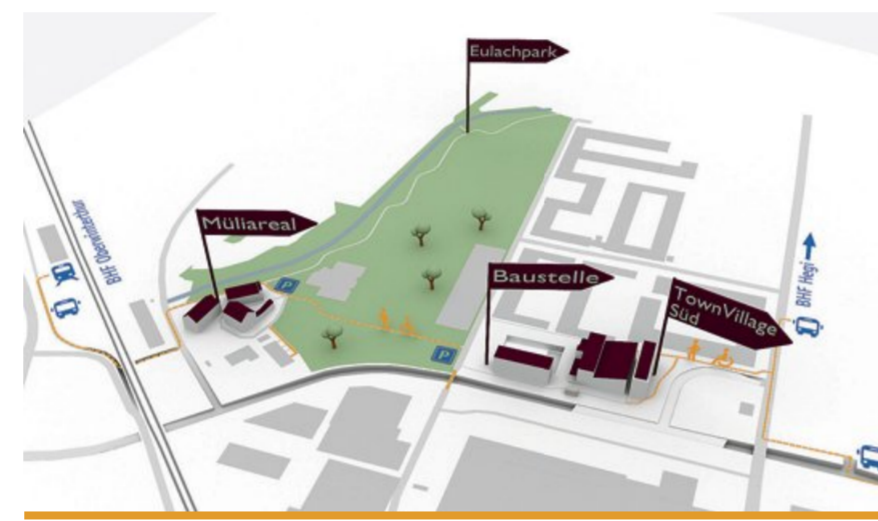 Eulachpark
BHF Oberwinterthur
Müliareal
Baustelle
TownVillage
Süd
BHF Hegi
P
P